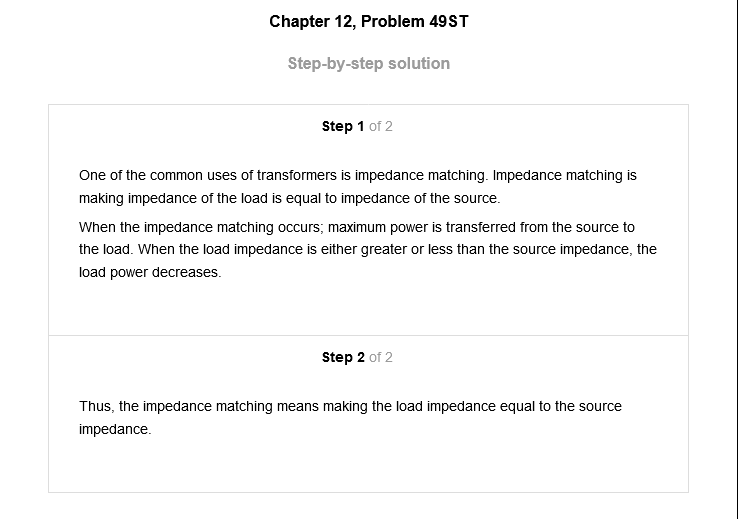 Chapter 12, Problem 49ST
Step-by-step solution
Step 1 of 2
One of the common uses of transformers is impedance matching. Impedance matching is
making impedance of the load is equal to impedance of the source.
When the impedance matching occurs; maximum power is transferred from the source to
the load. When the load impedance is either greater or less than the source impedance, the
load power decreases.
Step 2 of 2
Thus, the impedance matching means making the load impedance equal to the source
impedance.